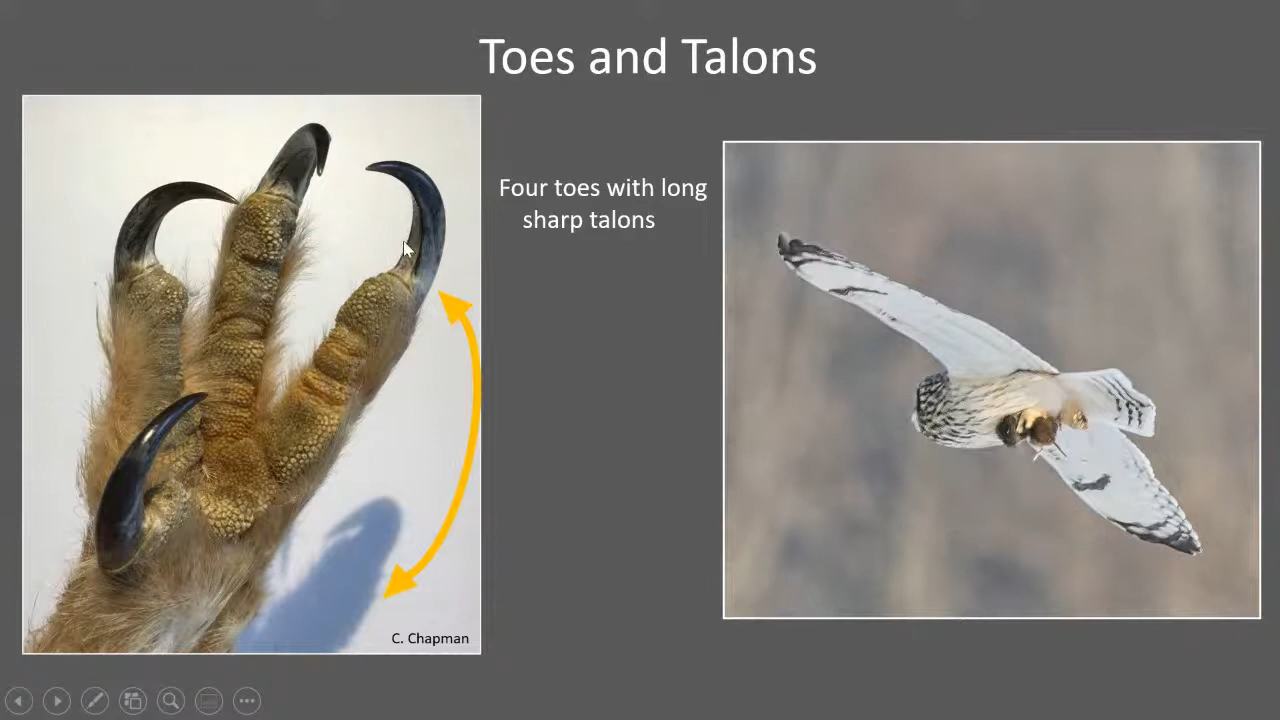 Toes and Talons
Four toes with long
sharp talons
C. Chapman